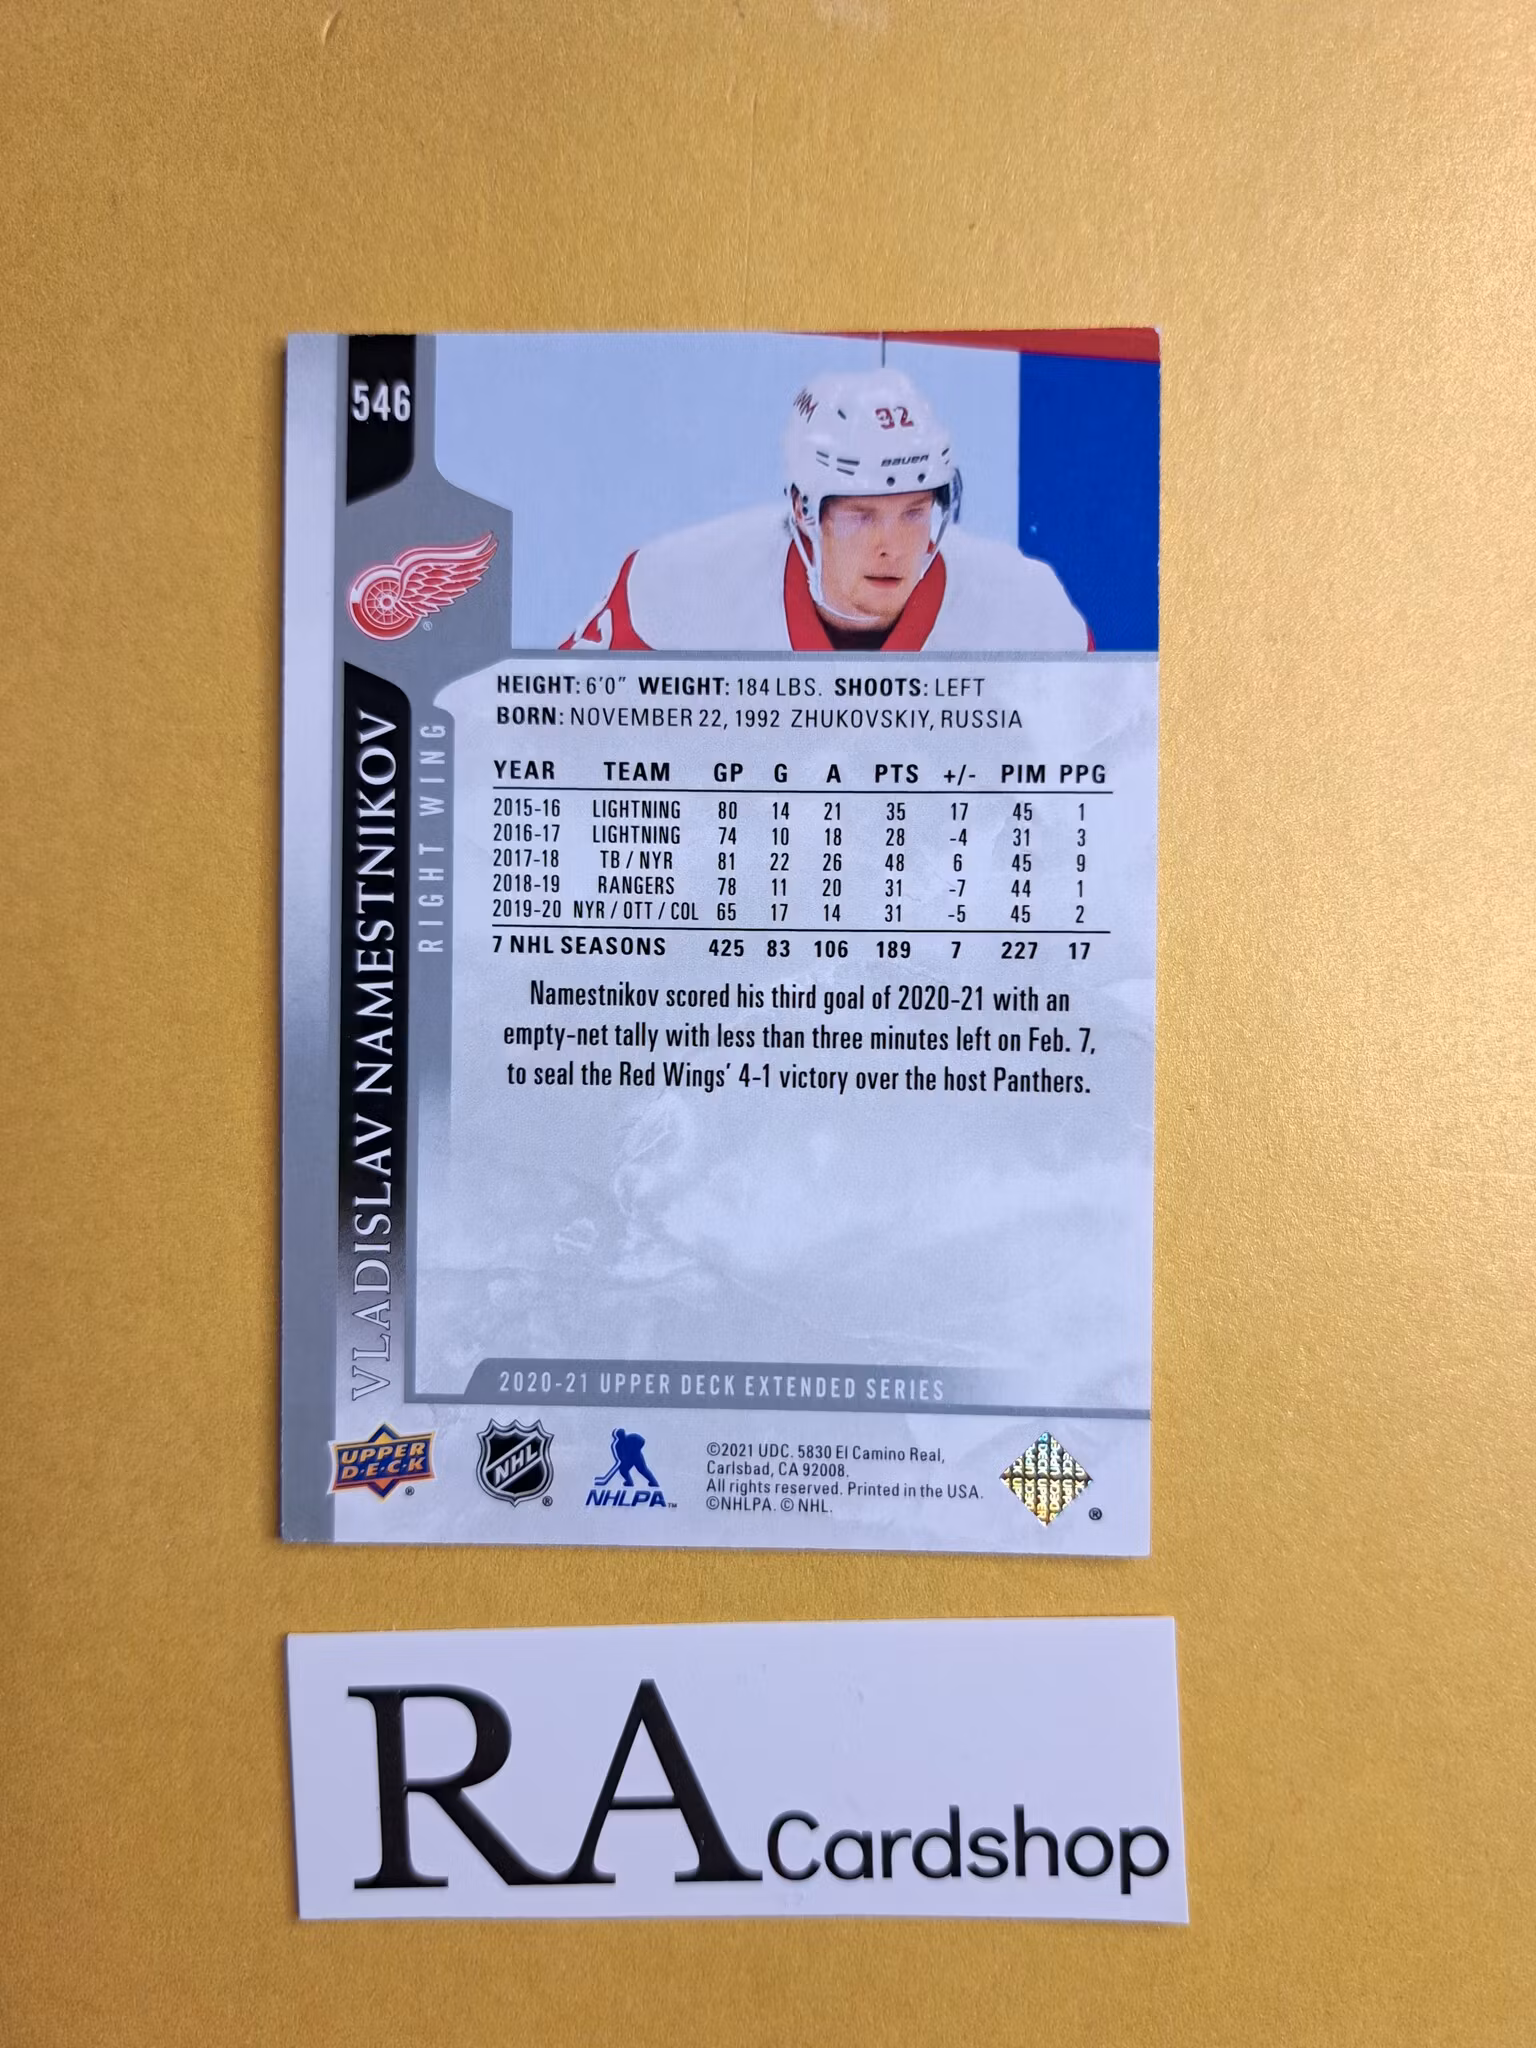 546
92
BAUER
VLADISLAV NAMESTNIKOV
RIGHT WING
HEIGHT: 6'0" WEIGHT: 184 LBS. SHOOTS: LEFT
BORN: NOVEMBER 22, 1992 ZHUKOVSKIY, RUSSIA
YEAR TEAM GP G A PTS +/- PIM PPG
2015-16 LIGHTNING 80 14 21 35 17 45 1
2016-17 LIGHTNING 74 10 18 28 -4 31 3
2017-18 TB / NYR 81 22 26 48 6 45 9
2018-19 RANGERS 78 11 20 31 -7 44 1
2019-20 NYR / OTT / COL 65 17 14 31 -5 45 2
7 NHL SEASONS 425 83 106 189 7 227 17
Namestnikov scored his third goal of 2020-21 with an
empty-net tally with less than three minutes left on Feb. 7,
to seal the Red Wings' 4-1 victory over the host Panthers.
2020-21 UPPER DECK EXTENDED SERIES
UPPER
D·E·C·K ®
NHL ®
NHLPA™
©2021 UDC. 5830 El Camino Real,
Carlsbad, CA 92008.
All rights reserved. Printed in the USA.
©NHLPA. © NHL.
®
RA Cardshop